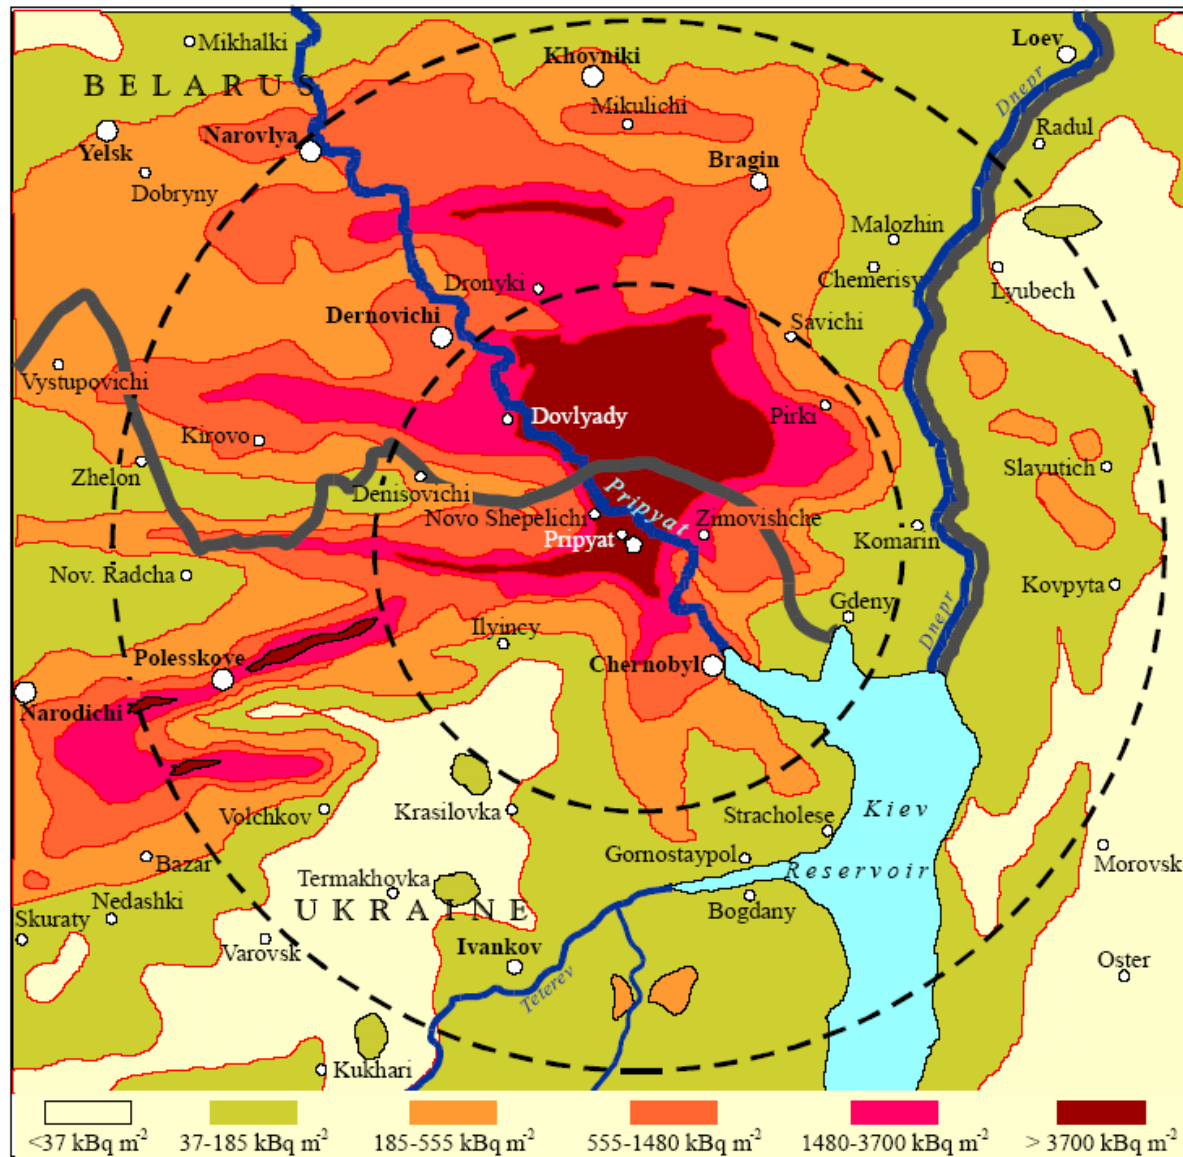 Mikhalki
Khovniki
Loev
BELARUS
Dnepr
Mikulichi
Radul
Narovlya
Yelsk
Bragin
Dobryny
Malozhin
Chemerisy
Lyubech
Dronyki
Dernovichi
Savichi
Vystupovichi
Dovlyady
Pirki
Kirovo
Zhelon
Slavutich
Denisovichi
Pripyat
Novo Shepelichi
Zimovishche
Pripyat
Komarin
Nov. Radcha
Kovpyta
Gdeny
Dnepr
Ilyincy
Polesskoye
Chernobyl
Narodichi
Volchkov
Krasilovka
Stracholese
Kiev
Reservoir
Gornostaypol
Morovsk
Bazar
Termakhovka
Nedashki
UKRAINE
Bogdany
Skuraty
Varovsk
Ivankov
Oster
Teterev
Kukhari
<37 kBq m-2
37-185 kBq m-2
185-555 kBq m-2
555-1480 kBq m-2
1480-3700 kBq m-2
> 3700 kBq m-2